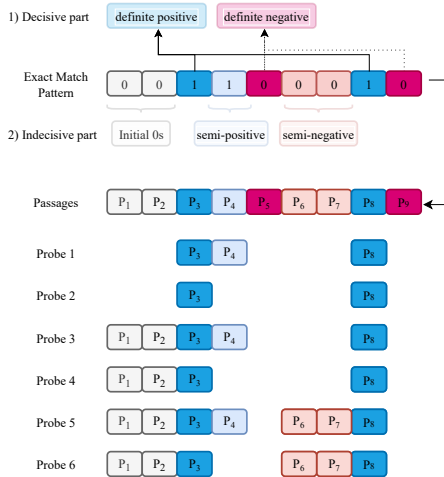 1) Decisive part definite positive definite negative
Exact Match Pattern 0 0 1 1 0 0 0 1 0
2) Indecisive part Initial 0s semi-positive semi-negative
Passages P1 P2 P3 P4 P5 P6 P7 P8 P9
Probe 1 P3 P4 P8
Probe 2 P3 P8
Probe 3 P1 P2 P3 P4 P8
Probe 4 P1 P2 P3 P8
Probe 5 P1 P2 P3 P4 P6 P7 P8
Probe 6 P1 P2 P3 P6 P7 P8